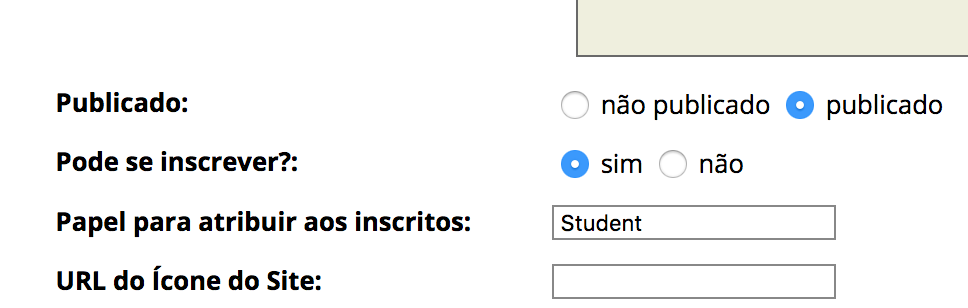 Publicado: não publicado publicado
Pode se inscrever?: sim não
Papel para atribuir aos inscritos: Student
URL do Ícone do Site: